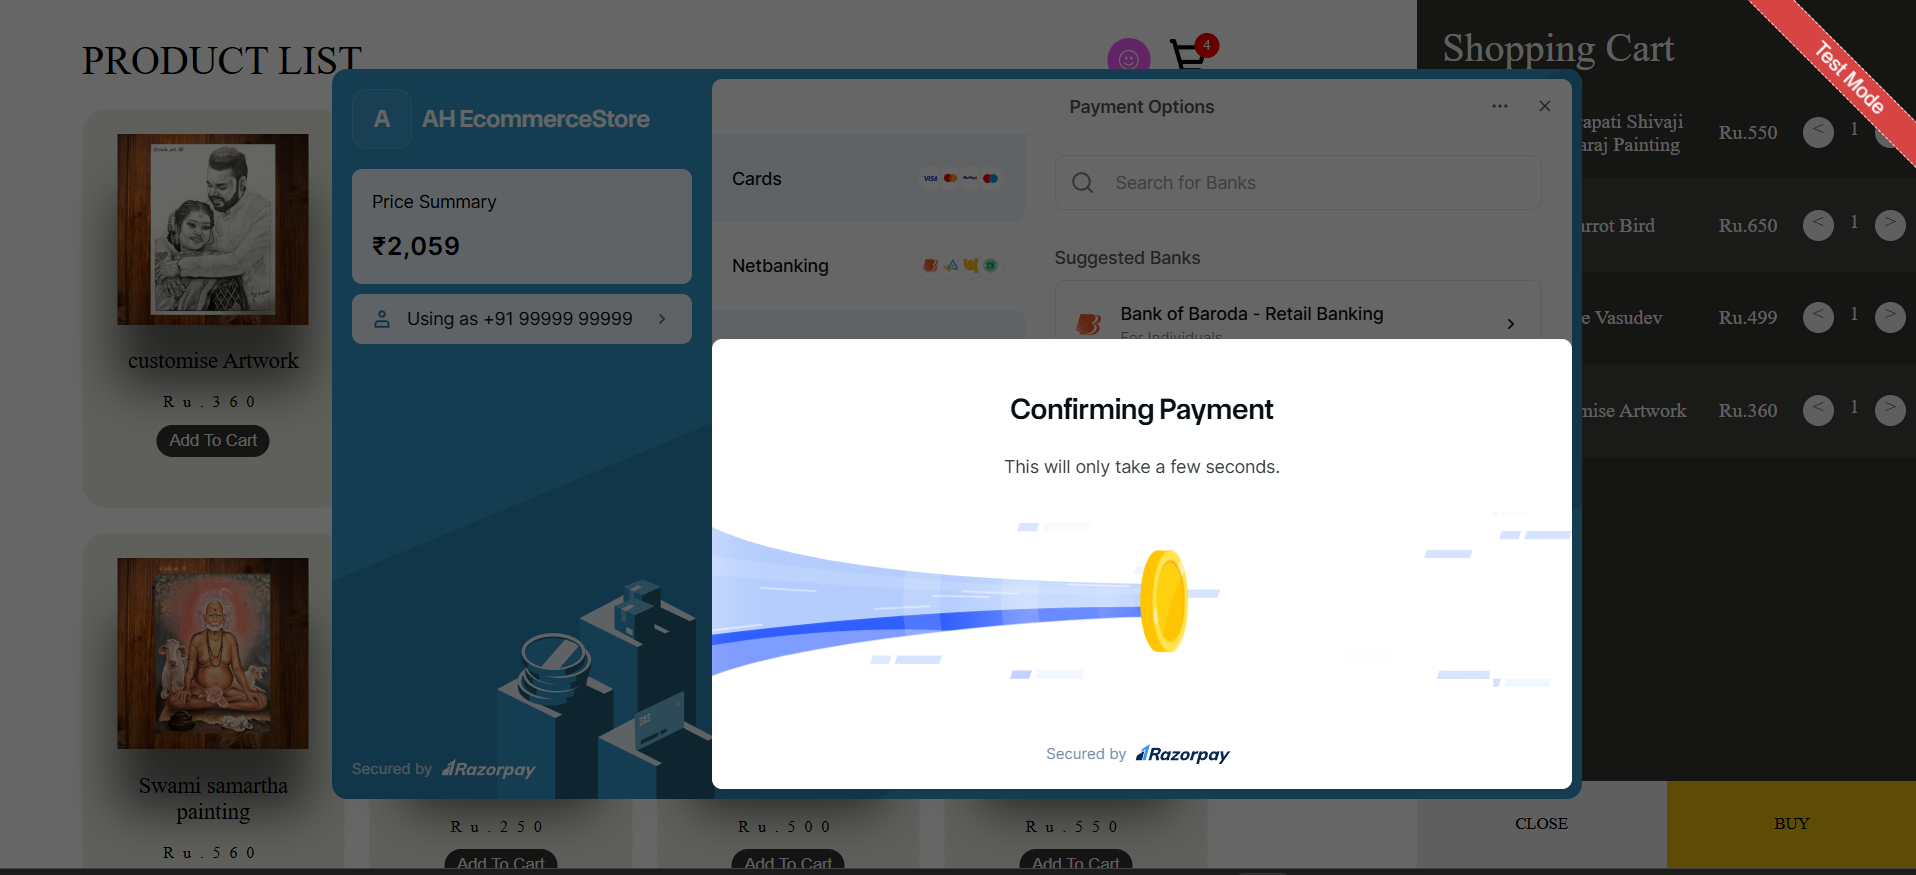 PRODUCT LIST
4
customise Artwork
Ru.360
Add To Cart
Swami samartha
painting
Ru.560
Ru.250
Add To Cart
Ru.500
Add To Cart
Ru.550
Add To Cart
A
AH EcommerceStore
Price Summary
₹2,059
Using as +91 99999 99999
Secured by Razorpay
Payment Options
Cards
VISA
RuPay
Netbanking
Search for Banks
Suggested Banks
Bank of Baroda - Retail Banking
For Individuals
Confirming Payment
This will only take a few seconds.
Secured by Razorpay
Shopping Cart
Test Mode
apati Shivaji
araj Painting
Ru.550
<
1
rrot Bird
Ru.650
<
1
>
e Vasudev
Ru.499
<
1
>
mise Artwork
Ru.360
<
1
>
CLOSE
BUY